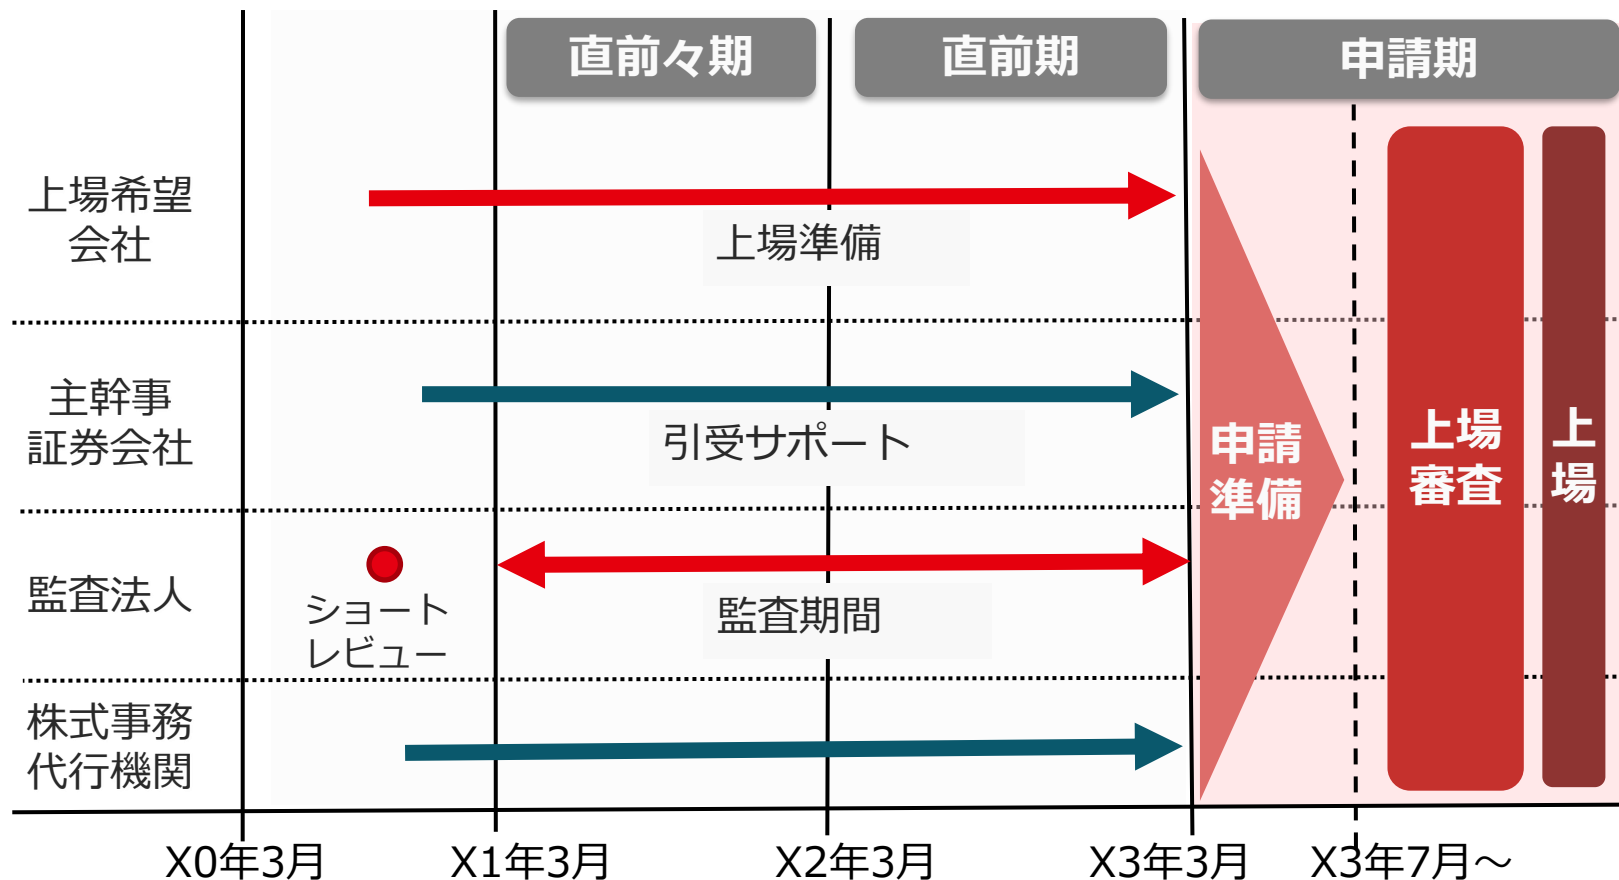 直前々期
直前期
申請期
上場希望
会社
上場準備
主幹事
証券会社
引受サポート
申請
準備
上場
審査
上
場
監査法人
ショート
レビュー
監査期間
株式事務
代行機関
X0年3月
X1年3月
X2年3月
X3年3月
X3年7月～